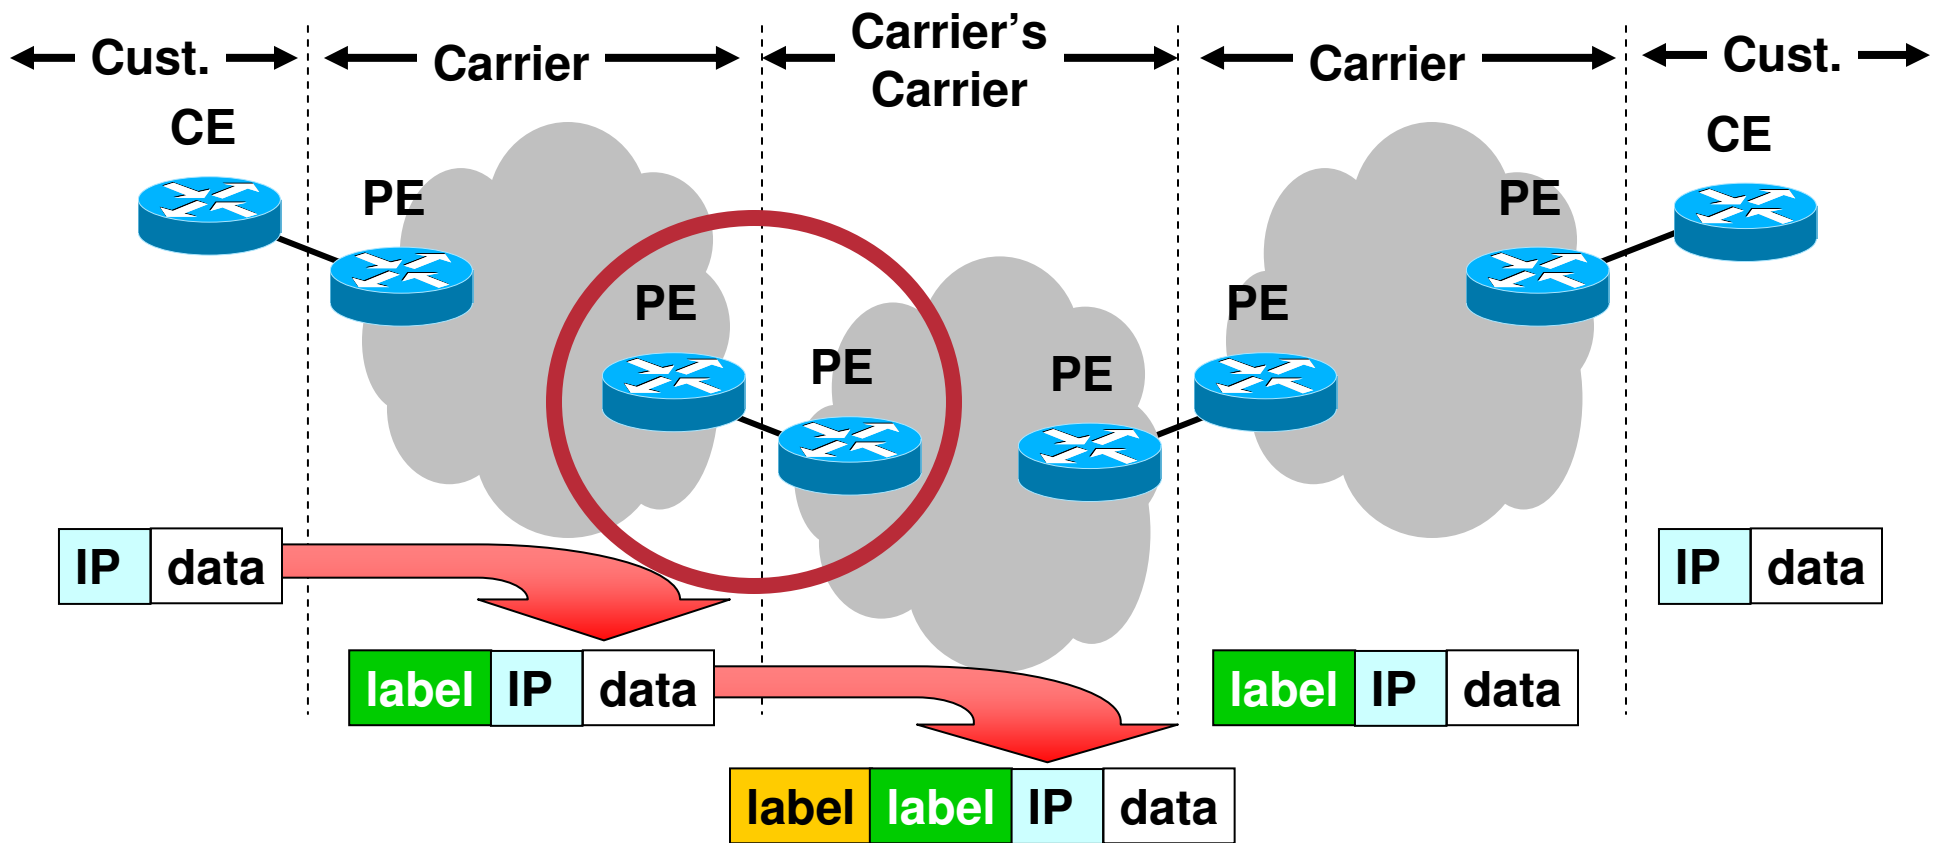 Cust.
Carrier
Carrier's
Carrier
Carrier
Cust.
CE
PE
PE
PE
PE
PE
PE
CE
IP data
IP data
label IP data
label IP data
label label IP data